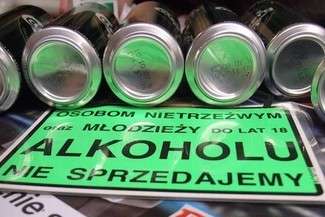 OSOBOM NIETRZEŹWYM
oraz MŁODZIEŻY DO LAT 18
ALKOHOLU
NIE SPRZEDAJEMY